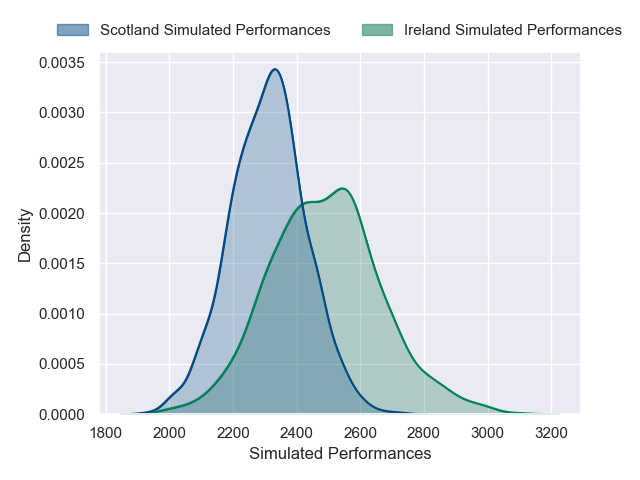 Scotland Simulated Performances
Ireland Simulated Performances
0.0035
0.0030
0.0025
0.0020
0.0015
0.0010
0.0005
0.0000
Density
1800 2000 2200 2400 2600 2800 3000 3200
Simulated Performances